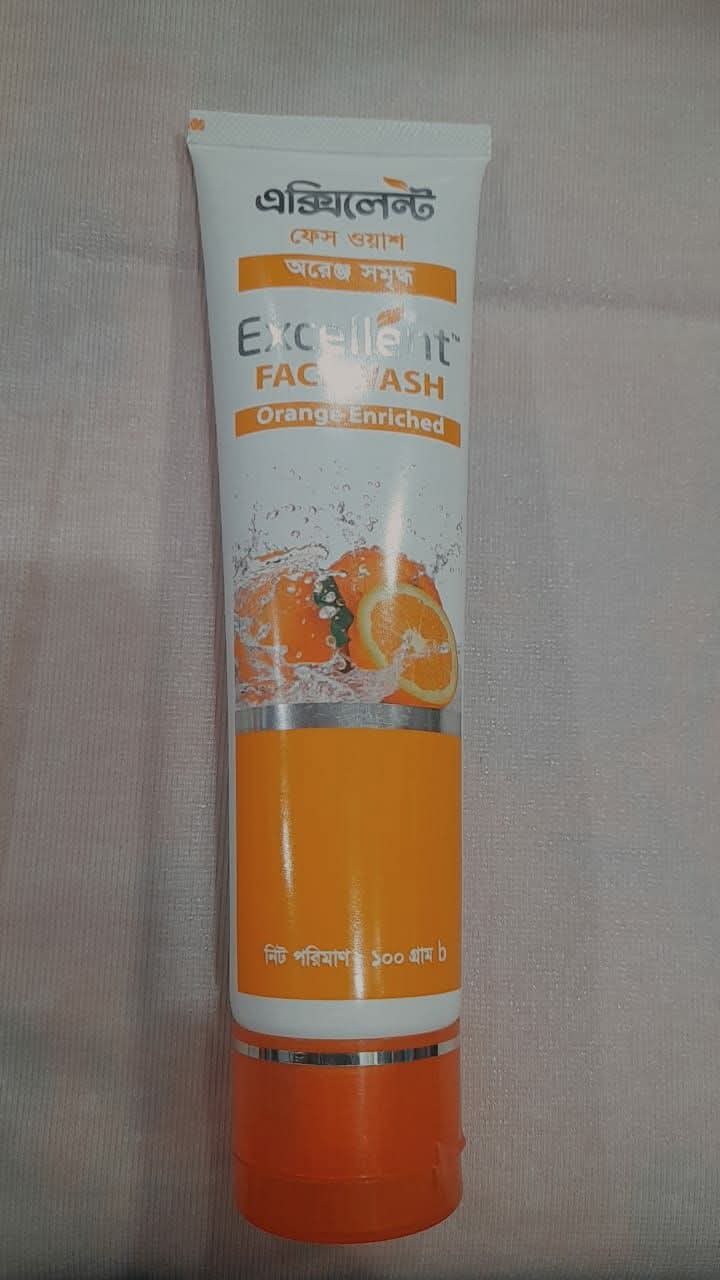 এক্সিলেন্ট
ফেস ওয়াশ
অরেঞ্জ সমৃদ্ধ
Excellent™
FACE WASH
Orange Enriched
নিট পরিমাণ : ১০০ গ্রাম b